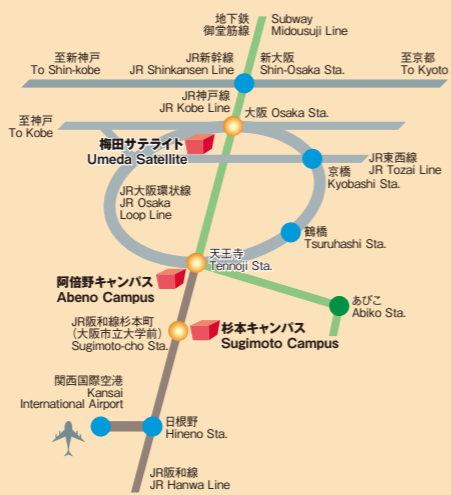 地下鉄
御堂筋線
Subway
Midousuji Line
至新神戸
To Shin-kobe
JR新幹線
JR Shinkansen Line
新大阪
Shin-Osaka Sta.
至京都
To Kyoto
JR神戸線
JR Kobe Line
大阪 Osaka Sta.
至神戸
To Kobe
梅田サテライト
Umeda Satellite
JR東西線
JR Tozai Line
京橋
Kyobashi Sta.
JR大阪環状線
JR Osaka
Loop Line
鶴橋
Tsuruhashi Sta.
天王寺
Tennoji Sta.
阿倍野キャンパス
Abeno Campus
あびこ
Abiko Sta.
JR阪和線杉本町
(大阪市立大学前)
Sugimoto-cho Sta.
杉本キャンパス
Sugimoto Campus
関西国際空港
Kansai
International Airport
日根野
Hineno Sta.
JR阪和線
JR Hanwa Line